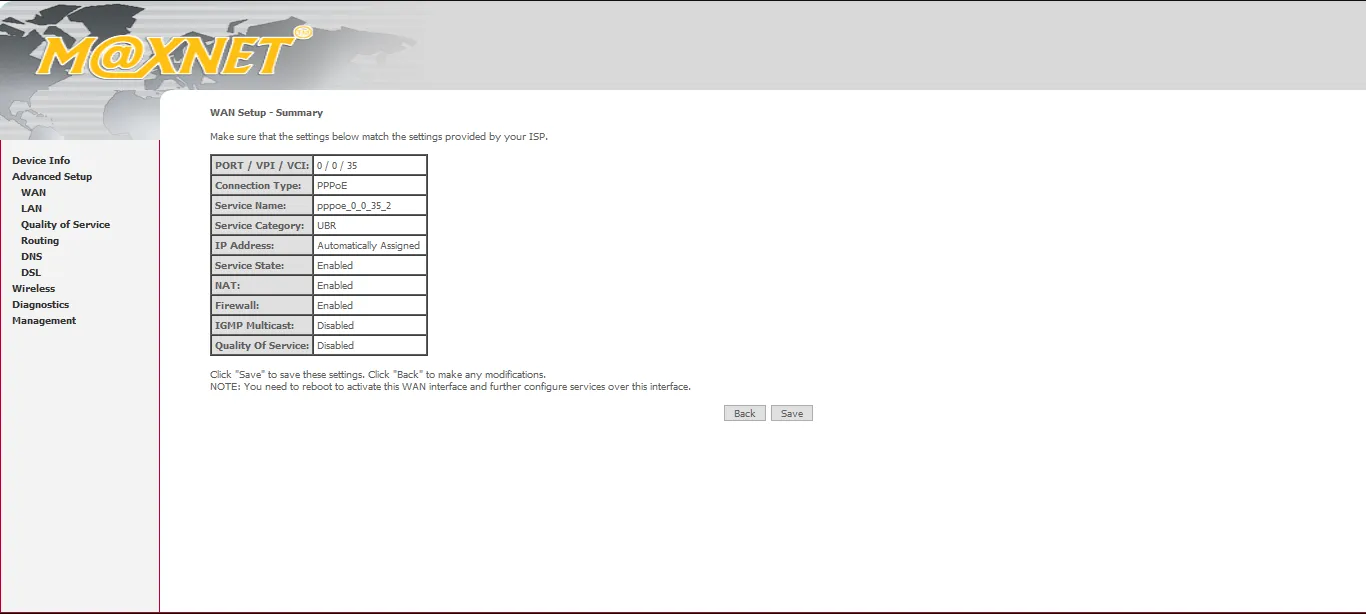 M@XNET
WAN Setup - Summary
Make sure that the settings below match the settings provided by your ISP.
PORT / VPI / VCI: 0 / 0 / 35
Connection Type: PPPoE
Service Name: pppoe_0_0_35_2
Service Category: UBR
IP Address: Automatically Assigned
Service State: Enabled
NAT: Enabled
Firewall: Enabled
IGMP Multicast: Disabled
Quality Of Service: Disabled
Click "Save" to save these settings. Click "Back" to make any modifications.
NOTE: You need to reboot to activate this WAN interface and further configure services over this interface.
Back Save
Device Info
Advanced Setup
WAN
LAN
Quality of Service
Routing
DNS
DSL
Wireless
Diagnostics
Management